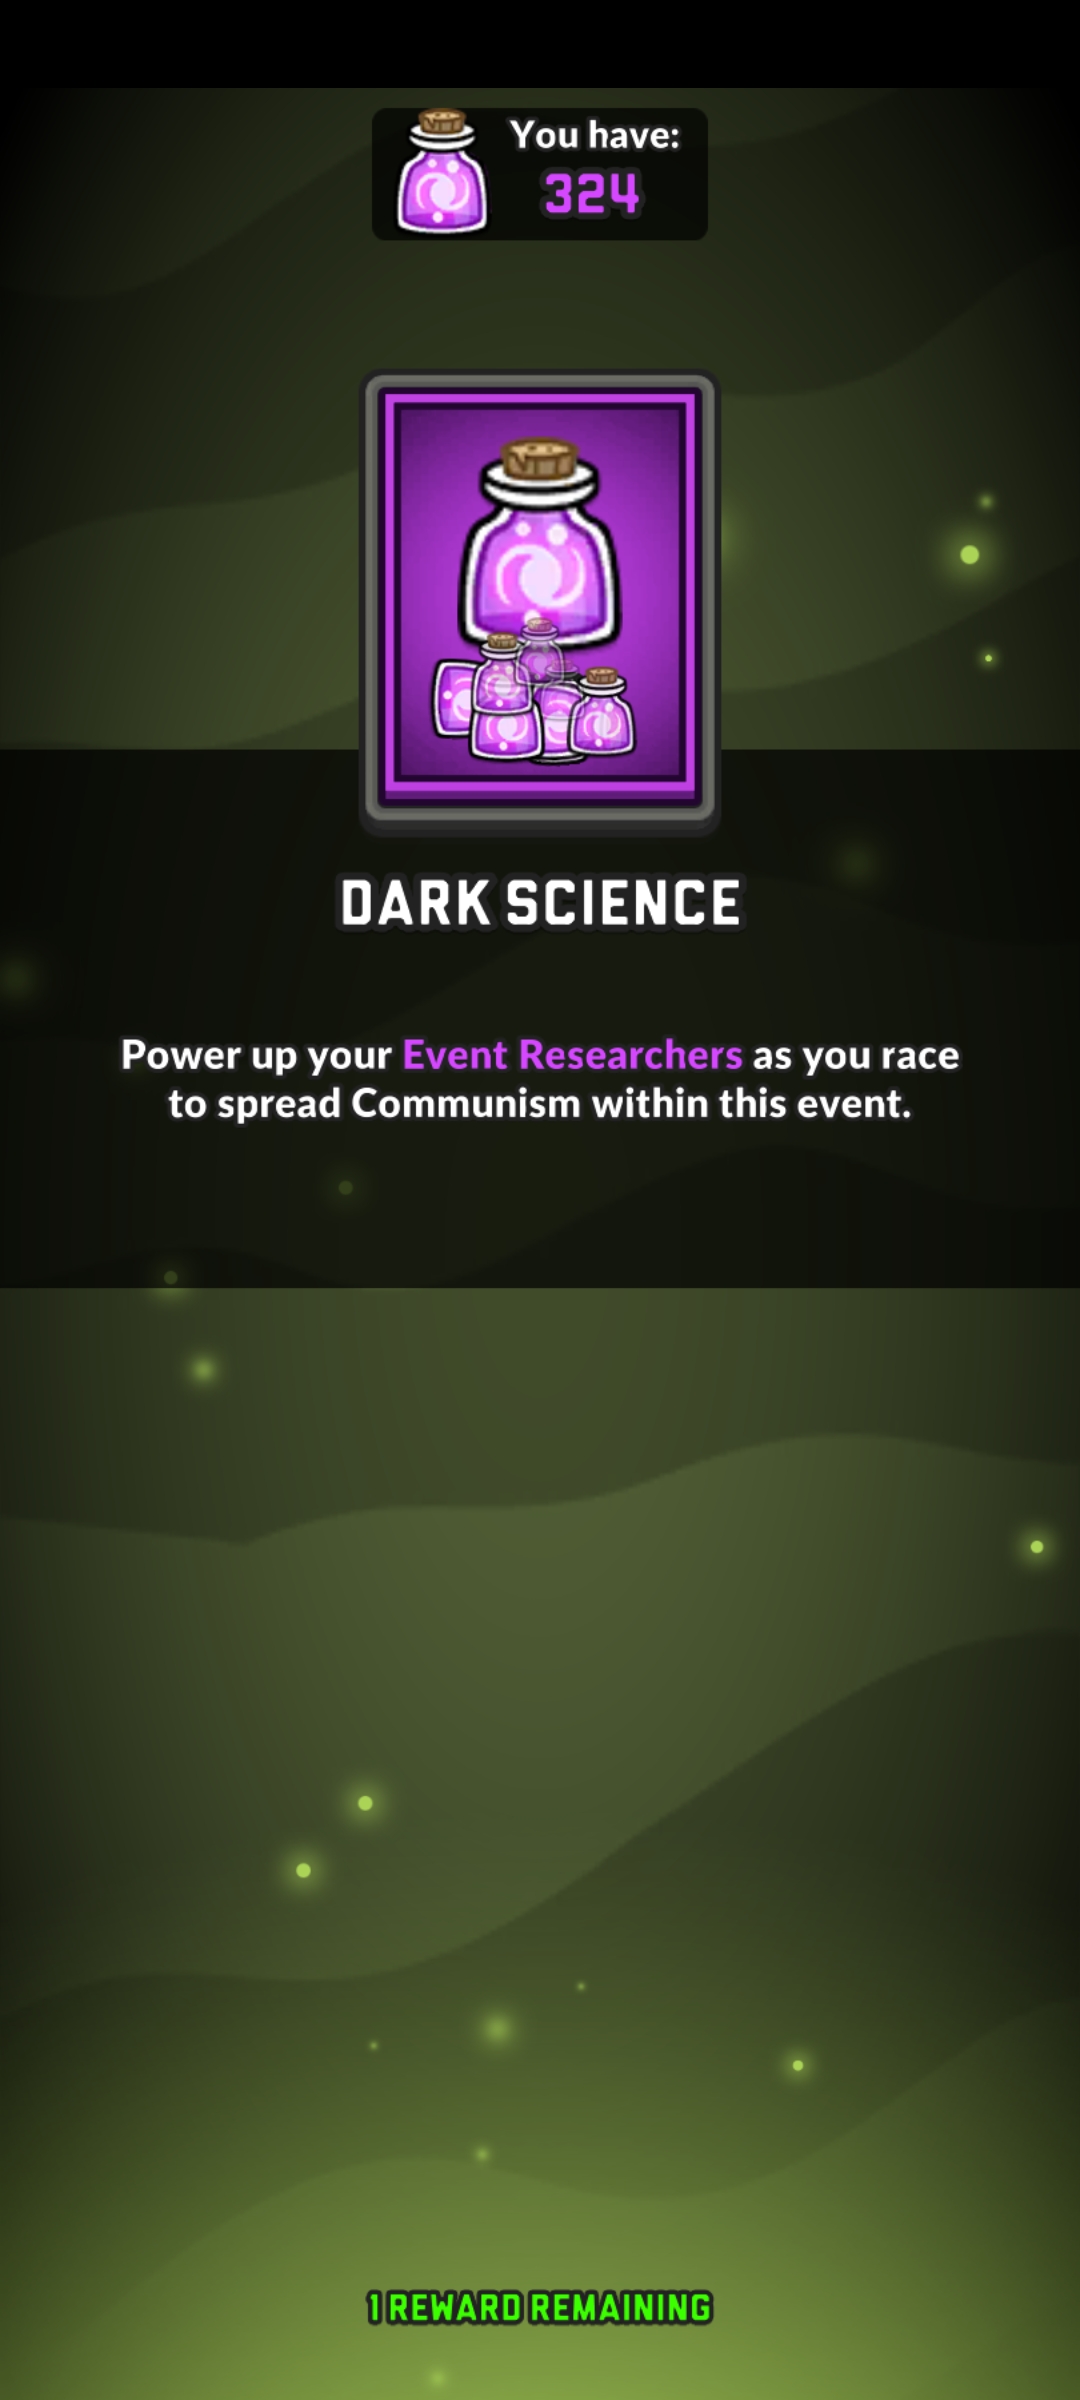 You have:
324
DARK SCIENCE
Power up your Event Researchers as you race
to spread Communism within this event.
1 REWARD REMAINING